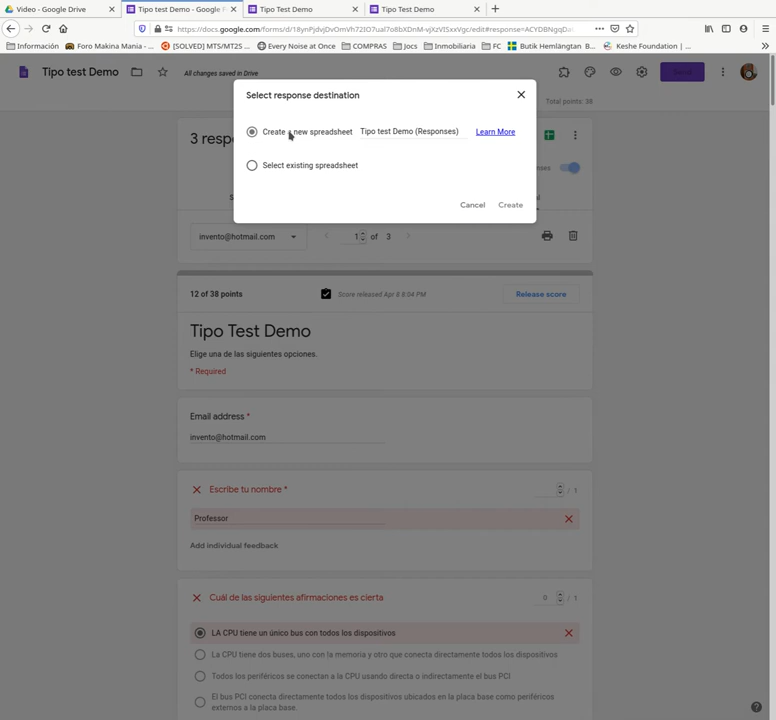 Video - Google Drive
Tipo test Demo - Google F
Tipo test Demo
Tipo test Demo
https://docs.google.com/forms/d/
Información
Foro Makina Mania - ...
[SOLVED] MTS/MT2S ...
Every Noise at Once
COMPRAS
Jocs
Inmobiliaria
FC
Butik Hemlängtan B...
Keshe Foundation | ...
Tipo test Demo
All changes saved in Drive
Send
Total points: 38
Select response destination
Create a new spreadsheet
Tipo test Demo (Responses)
Learn More
Select existing spreadsheet
Cancel
Create
3 resp
invento@hotmail.com
1 of 3
12 of 38 points
Score released Apr 8 8:04 PM
Release score
Tipo Test Demo
Elige una de las siguientes opciones.
* Required
Email address *
invento@hotmail.com
Escribe tu nombre *
/ 1
Professor
Add individual feedback
Cuál de las siguientes afirmaciones es cierta
0 / 1
LA CPU tiene un único bus con todos los dispositivos
La CPU tiene dos buses, uno con la memoria y otro que conecta directamente todos los dispositivos
Todos los periféricos se conectan a la CPU usando directa o indirectamente el bus PCI
El bus PCI conecta directamente todos los dispositivos ubicados en la placa base como periféricos
externos a la placa base.